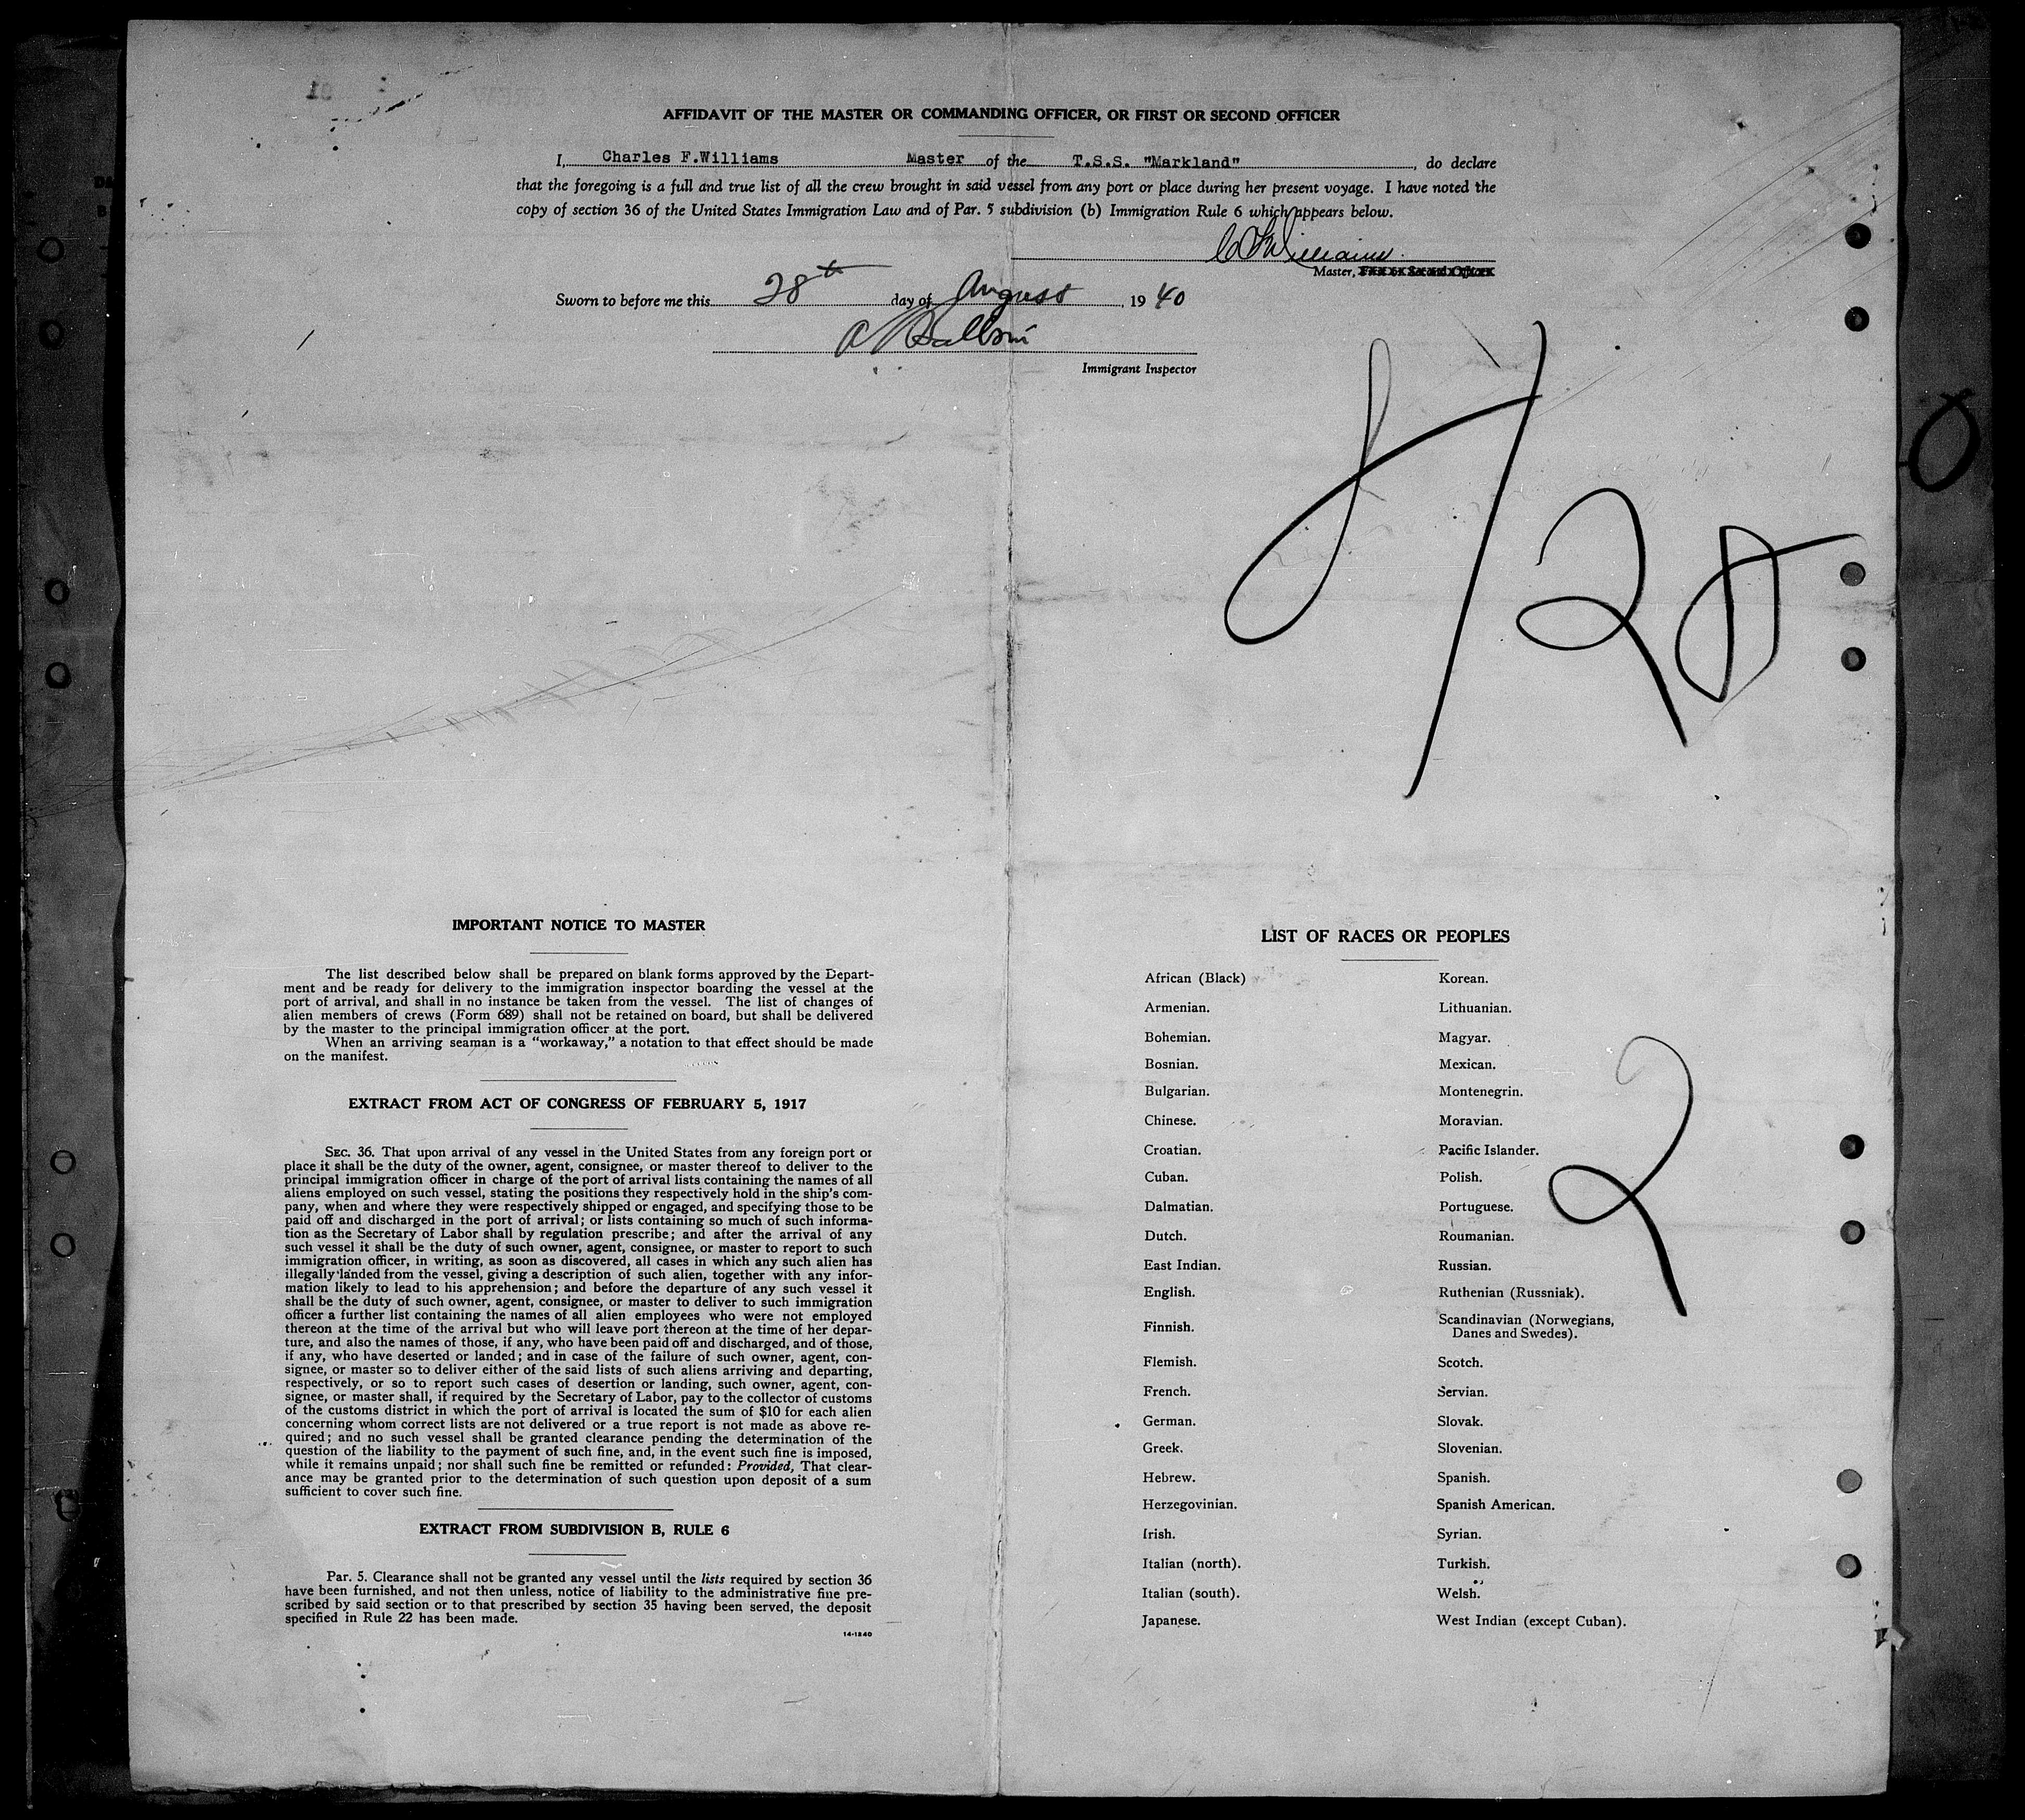 AFFIDAVIT OF THE MASTER OR COMMANDING OFFICER, OR FIRST OR SECOND OFFICER
I, Charles F.Williams Master of the T.S.S. "Markland", do declare
that the foregoing is a full and true list of all the crew brought in said vessel from any port or place during her present voyage. I have noted the
copy of section 36 of the United States Immigration Law and of Par. 5 subdivision (b) Immigration Rule 6 which appears below.
C F Williams.
Master,
Sworn to before me this 28th day of August, 19 40
Immigrant Inspector
8/28
IMPORTANT NOTICE TO MASTER
The list described below shall be prepared on blank forms approved by the Depart-
ment and be ready for delivery to the immigration inspector boarding the vessel at the
port of arrival, and shall in no instance be taken from the vessel. The list of changes of
alien members of crews (Form 689) shall not be retained on board, but shall be delivered
by the master to the principal immigration officer at the port.
When an arriving seaman is a "workaway," a notation to that effect should be made
on the manifest.
EXTRACT FROM ACT OF CONGRESS OF FEBRUARY 5, 1917
SEC. 36. That upon arrival of any vessel in the United States from any foreign port or
place it shall be the duty of the owner, agent, consignee, or master thereof to deliver to the
principal immigration officer in charge of the port of arrival lists containing the names of all
aliens employed on such vessel, stating the positions they respectively hold in the ship's com-
pany, when and where they were respectively shipped or engaged, and specifying those to be
paid off and discharged in the port of arrival; or lists containing so much of such informa-
tion as the Secretary of Labor shall by regulation prescribe; and after the arrival of any
such vessel it shall be the duty of such owner, agent, consignee, or master to report to such
immigration officer, in writing, as soon as discovered, all cases in which any such alien has
illegally landed from the vessel, giving a description of such alien, together with any infor-
mation likely to lead to his apprehension; and before the departure of any such vessel it
shall be the duty of such owner, agent, consignee, or master to deliver to such immigration
officer a further list containing the names of all alien employees who were not employed
thereon at the time of the arrival but who will leave port thereon at the time of her depar-
ture, and also the names of those, if any, who have been paid off and discharged, and of those,
if any, who have deserted or landed; and in case of the failure of such owner, agent, con-
signee, or master so to deliver either of the said lists of such aliens arriving and departing,
respectively, or so to report such cases of desertion or landing, such owner, agent, con-
signee, or master shall, if required by the Secretary of Labor, pay to the collector of customs
of the customs district in which the port of arrival is located the sum of $10 for each alien
concerning whom correct lists are not delivered or a true report is not made as above re-
quired; and no such vessel shall be granted clearance pending the determination of the
question of the liability to the payment of such fine, and, in the event such fine is imposed,
while it remains unpaid; nor shall such fine be remitted or refunded: Provided, That clear-
ance may be granted prior to the determination of such question upon deposit of a sum
sufficient to cover such fine.
EXTRACT FROM SUBDIVISION B, RULE 6
Par. 5. Clearance shall not be granted any vessel until the lists required by section 36
have been furnished, and not then unless, notice of liability to the administrative fine pre-
scribed by said section or to that prescribed by section 35 having been served, the deposit
specified in Rule 22 has been made.
14-1240
LIST OF RACES OR PEOPLES
African (Black)
Armenian.
Bohemian.
Bosnian.
Bulgarian.
Chinese.
Croatian.
Cuban.
Dalmatian.
Dutch.
East Indian.
English.
Finnish.
Flemish.
French.
German.
Greek.
Hebrew.
Herzegovinian.
Irish.
Italian (north).
Italian (south).
Japanese.
Korean.
Lithuanian.
Magyar.
Mexican.
Montenegrin.
Moravian.
Pacific Islander.
Polish.
Portuguese.
Roumanian.
Russian.
Ruthenian (Russniak).
Scandinavian (Norwegians,
Danes and Swedes).
Scotch.
Servian.
Slovak.
Slovenian.
Spanish.
Spanish American.
Syrian.
Turkish.
Welsh.
West Indian (except Cuban).
2